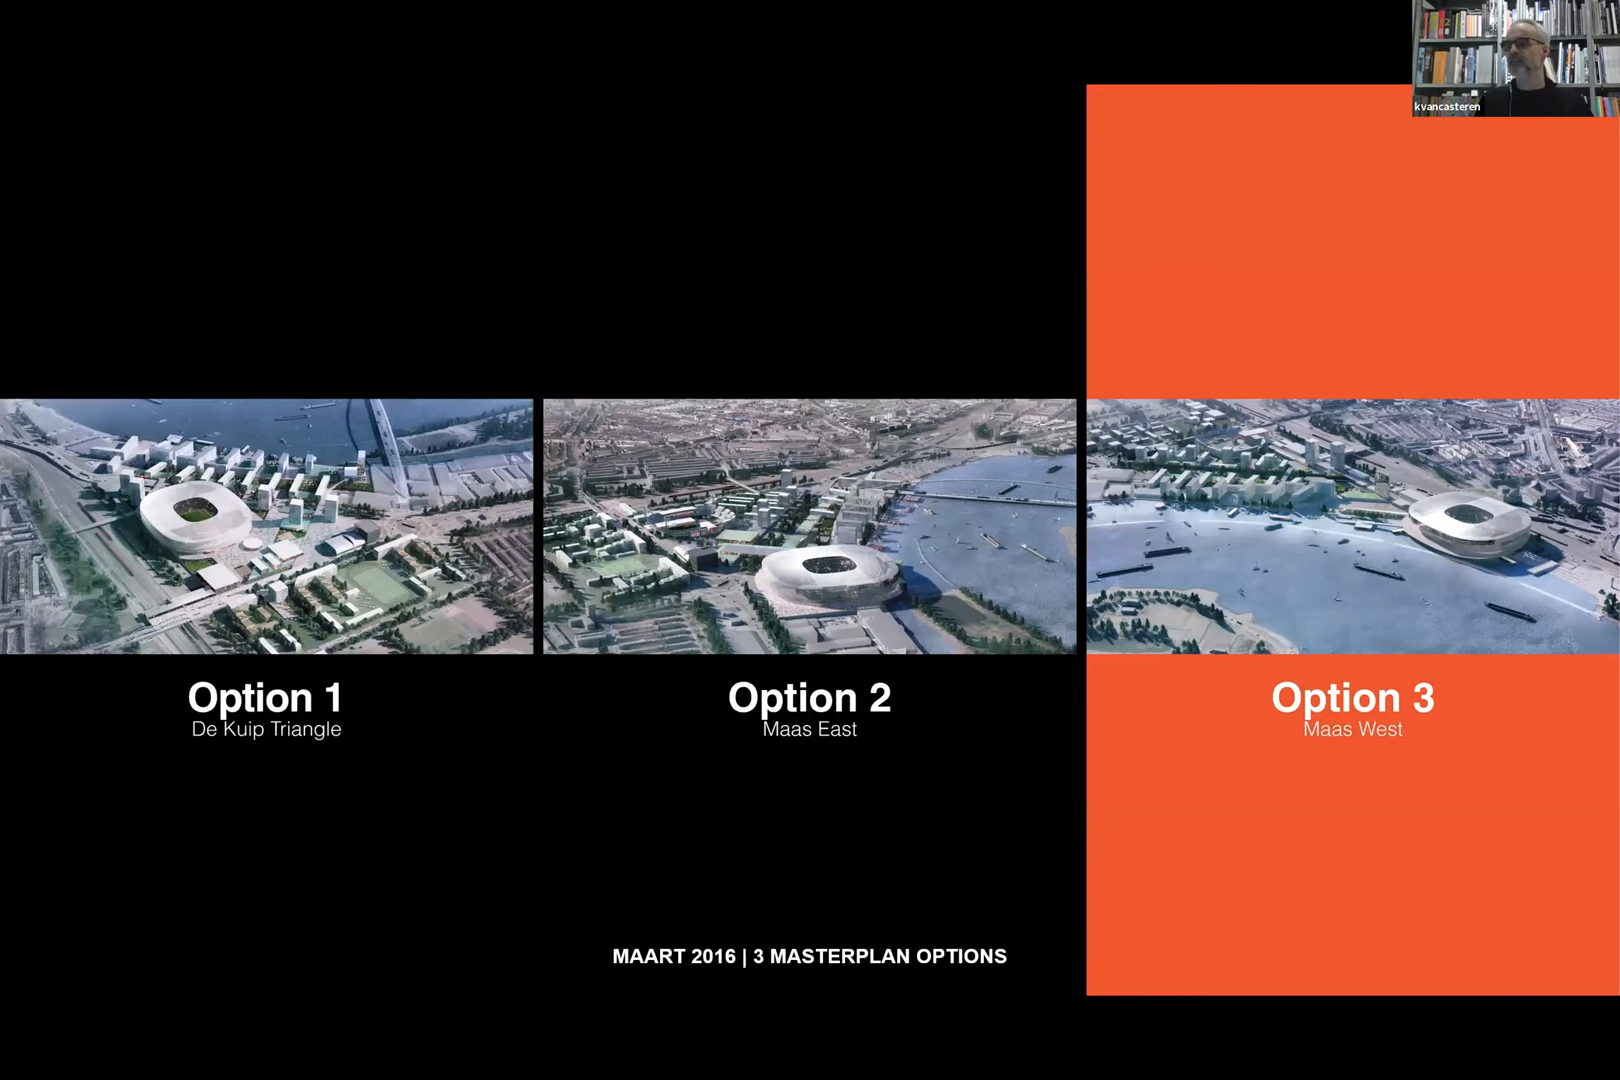 kvancasteren
Option 1
De Kuip Triangle
Option 2
Maas East
Option 3
Maas West
MAART 2016 | 3 MASTERPLAN OPTIONS